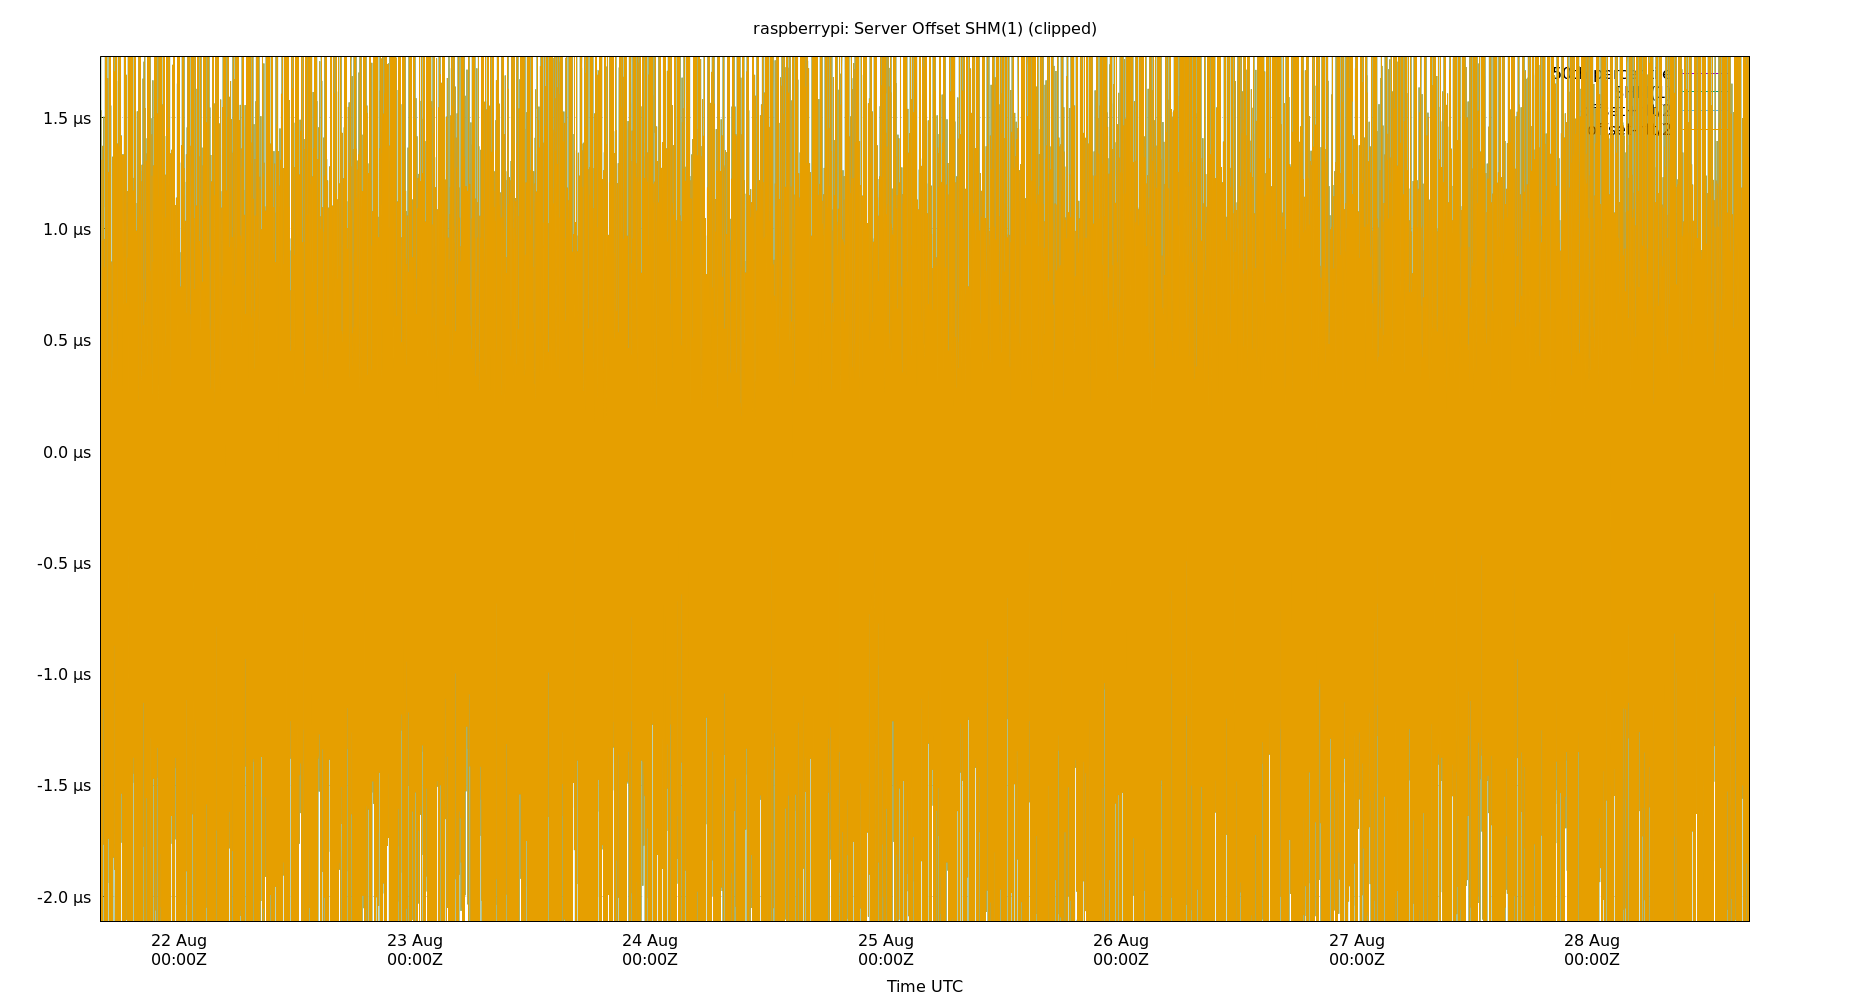 raspberrypi: Server Offset SHM(1) (clipped)
1.5 µs
1.0 µs
0.5 µs
0.0 µs
-0.5 µs
-1.0 µs
-1.5 µs
-2.0 µs
22 Aug 23 Aug 24 Aug 25 Aug 26 Aug 27 Aug 28 Aug
00:00Z 00:00Z 00:00Z 00:00Z 00:00Z 00:00Z 00:00Z
Time UTC